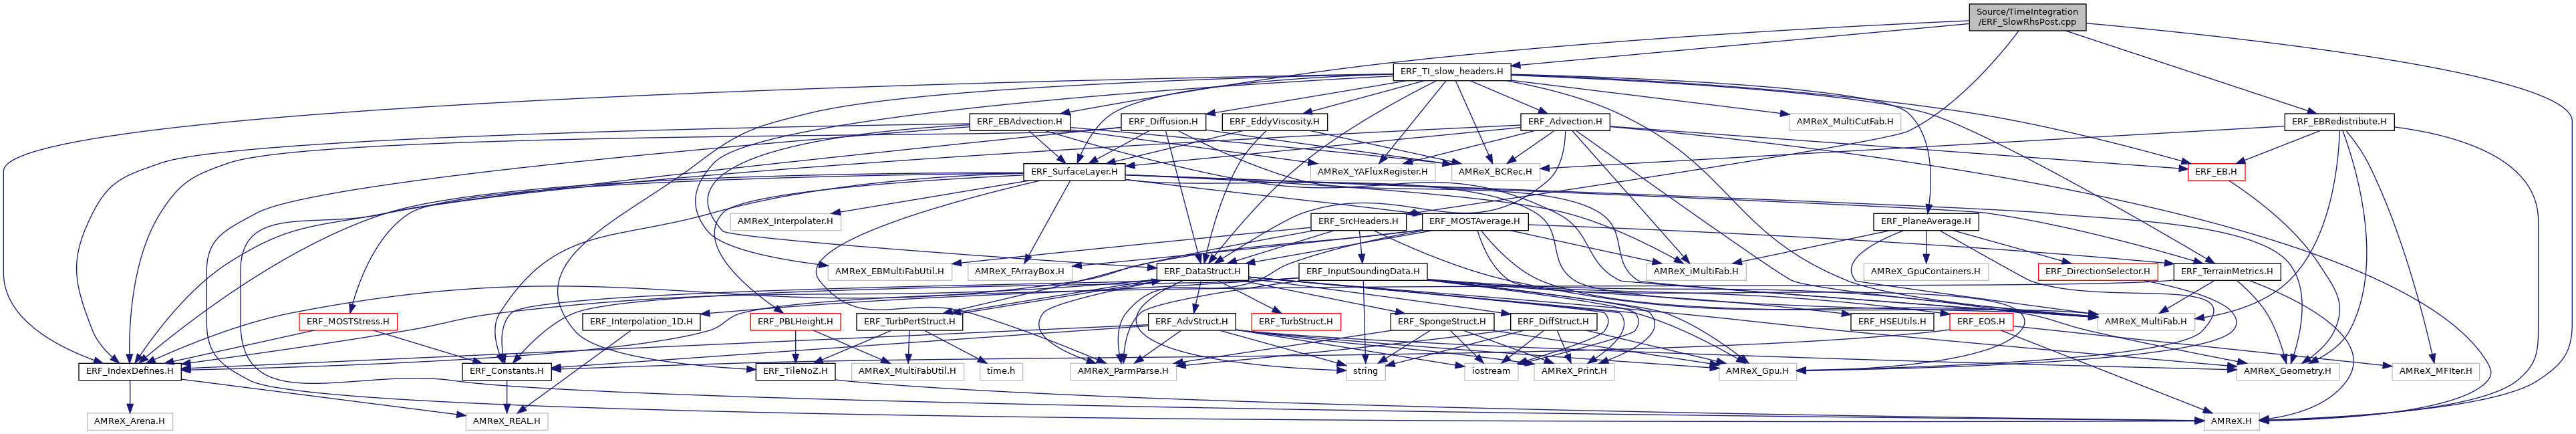 Source/TimeIntegration
/ERF_SlowRhsPost.cpp
ERF_TI_slow_headers.H
ERF_EBAdvection.H
ERF_Diffusion.H
ERF_EddyViscosity.H
ERF_Advection.H
AMReX_MultiCutFab.H
ERF_EBRedistribute.H
ERF_SurfaceLayer.H
AMReX_YAFluxRegister.H
AMReX_BCRec.H
ERF_EB.H
AMReX_Interpolater.H
ERF_SrcHeaders.H
ERF_MOSTAverage.H
ERF_PlaneAverage.H
AMReX_EBMultiFabUtil.H
AMReX_FArrayBox.H
ERF_DataStruct.H
ERF_InputSoundingData.H
AMReX_iMultiFab.H
AMReX_GpuContainers.H
ERF_DirectionSelector.H
ERF_TerrainMetrics.H
ERF_MOSTStress.H
ERF_Interpolation_1D.H
ERF_PBLHeight.H
ERF_TurbPertStruct.H
ERF_AdvStruct.H
ERF_TurbStruct.H
ERF_SpongeStruct.H
ERF_DiffStruct.H
ERF_HSEUtils.H
ERF_EOS.H
AMReX_MultiFab.H
ERF_IndexDefines.H
ERF_Constants.H
ERF_TileNoZ.H
AMReX_MultiFabUtil.H
time.h
AMReX_ParmParse.H
string
iostream
AMReX_Print.H
AMReX_Gpu.H
AMReX_Geometry.H
AMReX_MFIter.H
AMReX_Arena.H
AMReX_REAL.H
AMReX.H